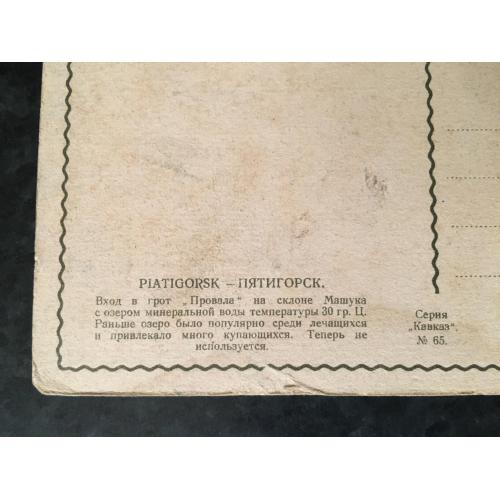 PIATIGORSK – ПЯТИГОРСК.
Вход в грот „Провала“ на склоне Машука
с озером минеральной воды температуры 30 гр. Ц.
Раньше озеро было популярно среди лечащихся
и привлекало много купающихся. Теперь не
используется.
Серия
„Кавказ“.
№ 65.